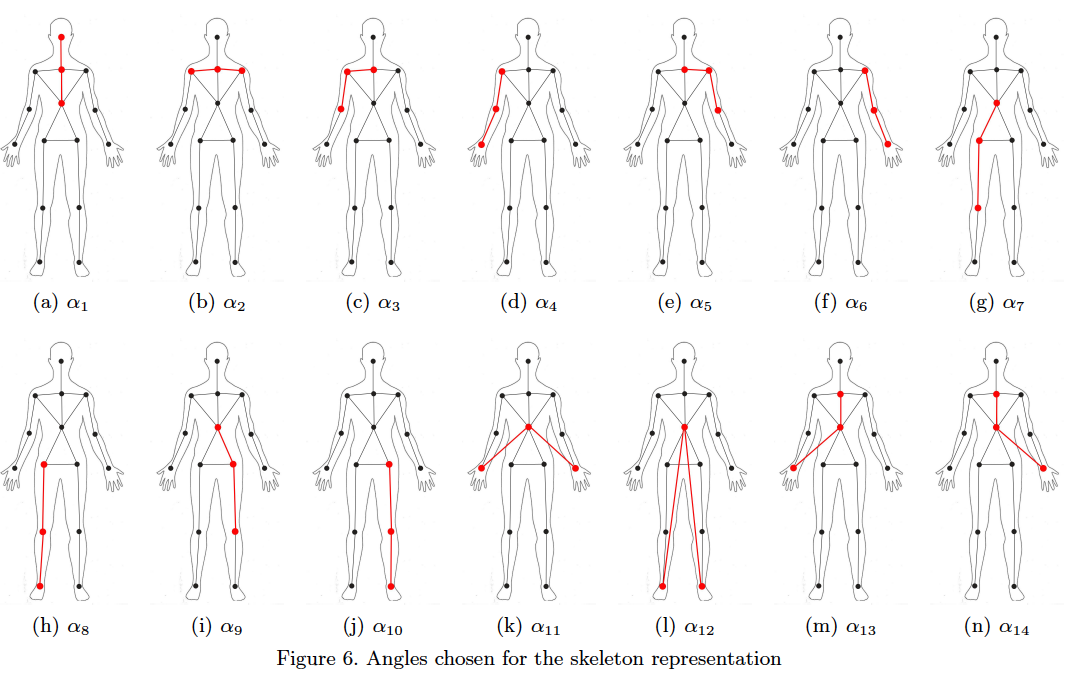 (a) α₁ (b) α₂ (c) α₃ (d) α₄ (e) α₅ (f) α₆ (g) α₇
(h) α₈ (i) α₉ (j) α₁₀ (k) α₁₁ (l) α₁₂ (m) α₁₃ (n) α₁₄
Figure 6. Angles chosen for the skeleton representation